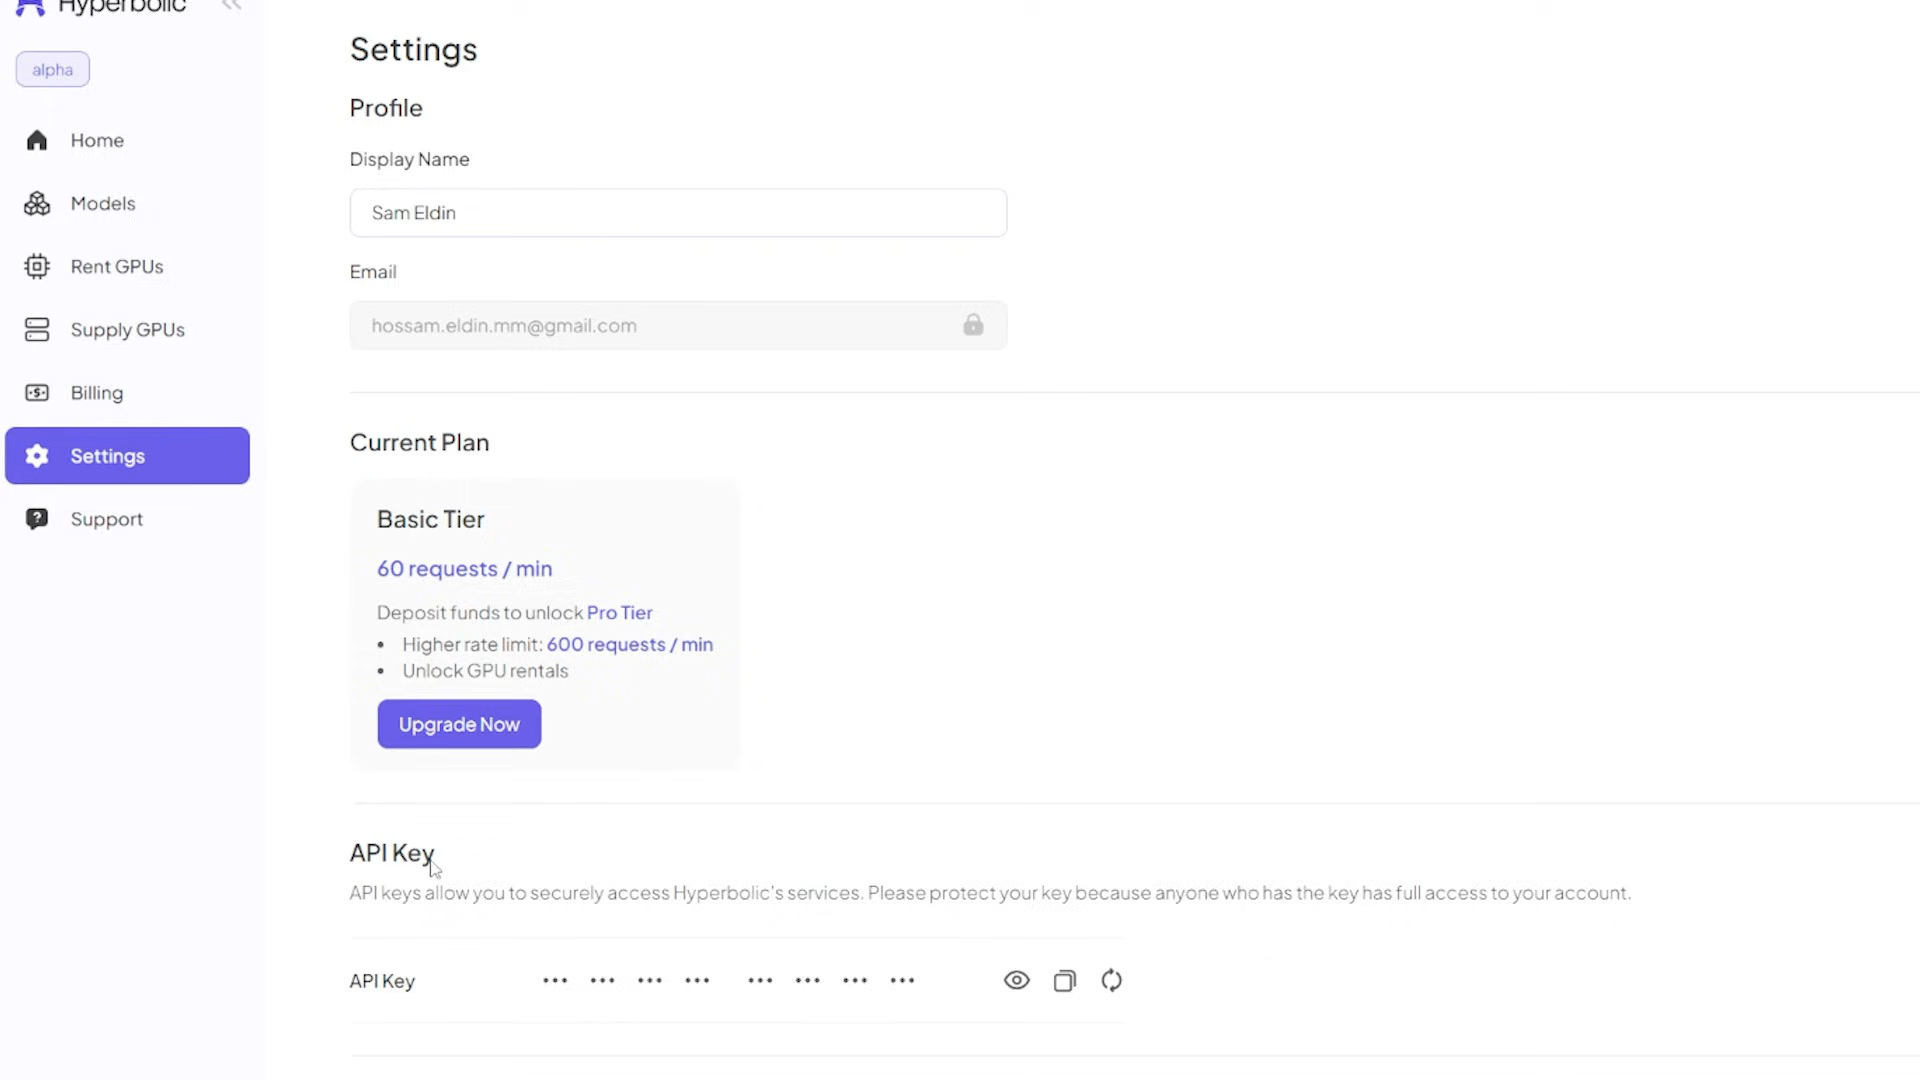 Hyperbolic
alpha
Home
Models
Rent GPUs
Supply GPUs
Billing
Settings
Support
Settings
Profile
Display Name
Sam Eldin
Email
hossam.eldin.mm@gmail.com
Current Plan
Basic Tier
60 requests / min
Deposit funds to unlock Pro Tier
• Higher rate limit: 600 requests / min
• Unlock GPU rentals
Upgrade Now
API Key
API keys allow you to securely access Hyperbolic's services. Please protect your key because anyone who has the key has full access to your account.
API Key ••• ••• ••• ••• ••• ••• ••• •••